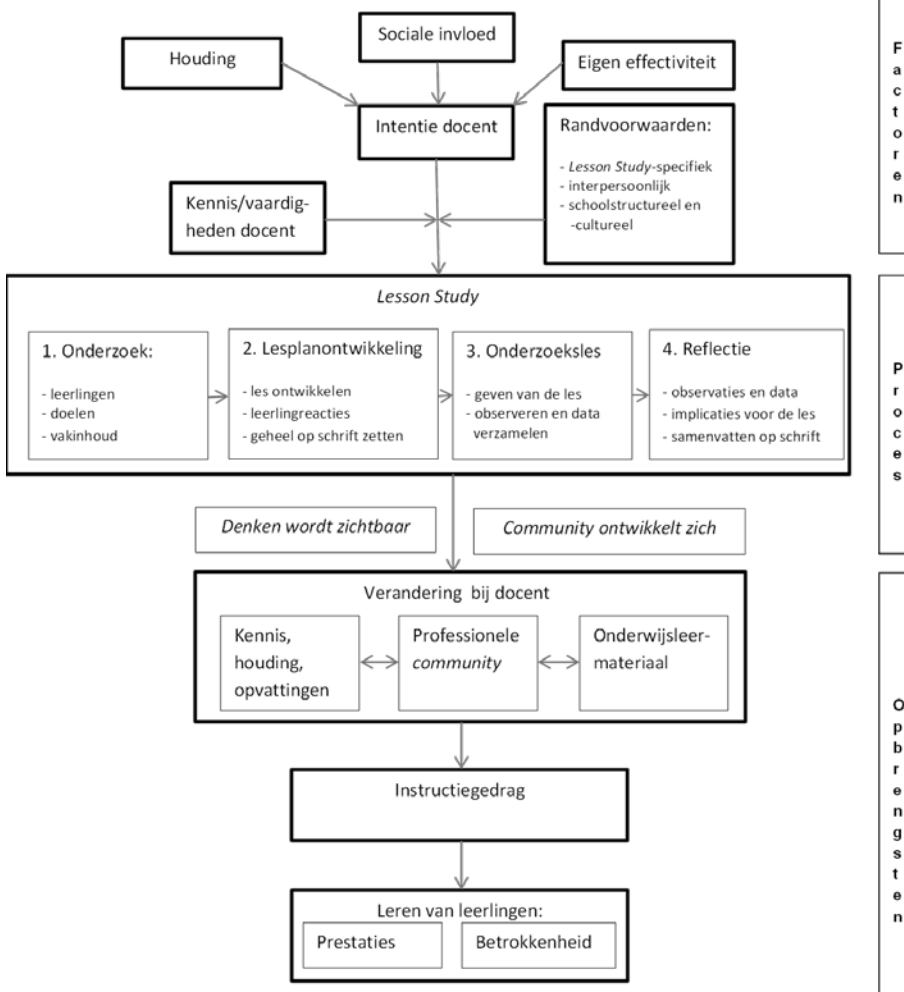 Sociale invloed
Houding
Eigen effectiviteit
Intentie docent
Randvoorwaarden:
- Lesson Study-specifiek
- interpersoonlijk
- schoolstructureel en
-cultureel
Kennis/vaardig-
heden docent
Factoren
Lesson Study
1. Onderzoek:
- leerlingen
- doelen
- vakinhoud
2. Lesplanontwikkeling
- les ontwikkelen
- leerlingreacties
- geheel op schrift zetten
3. Onderzoeksles
- geven van de les
- observeren en data
verzamelen
4. Reflectie
- observaties en data
- implicaties voor de les
- samenvatten op schrift
Proces
Denken wordt zichtbaar
Community ontwikkelt zich
Verandering bij docent
Kennis,
houding,
opvattingen
Professionele
community
Onderwijsleer-
materiaal
Instructiegedrag
Leren van leerlingen:
Prestaties
Betrokkenheid
Opbrengsten